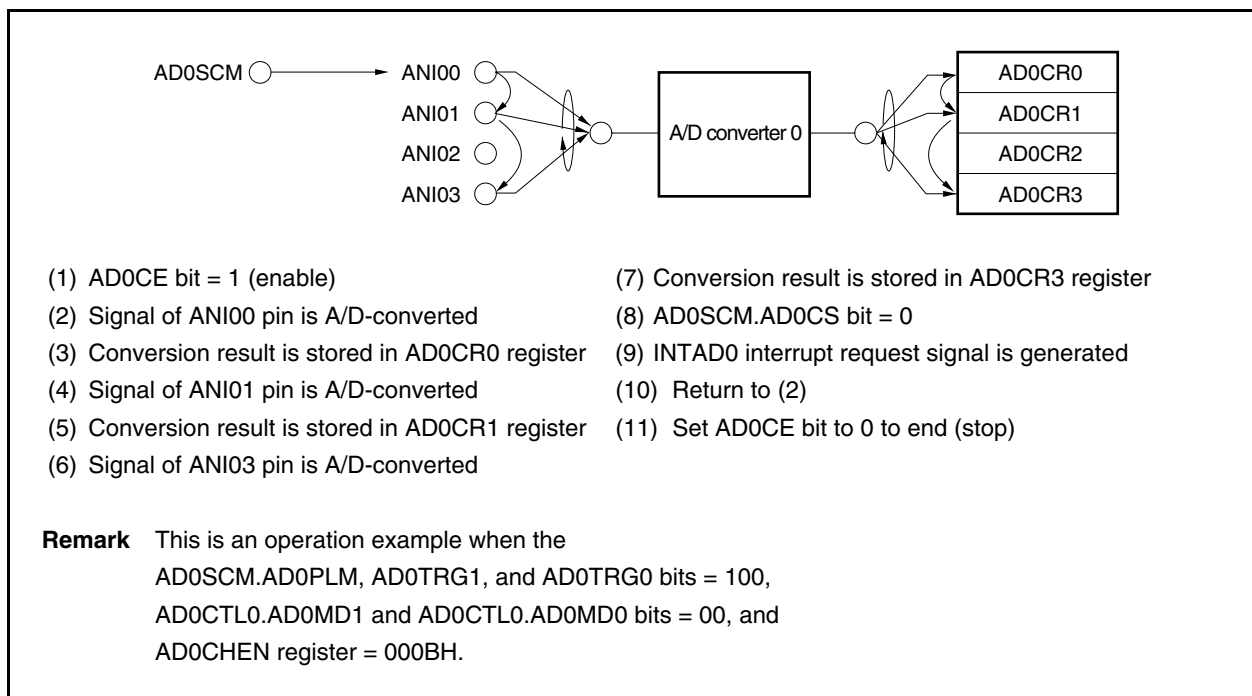 AD0SCM
ANI00
ANI01
ANI02
ANI03
A/D converter 0
AD0CR0
AD0CR1
AD0CR2
AD0CR3
(1) AD0CE bit = 1 (enable)
(2) Signal of ANI00 pin is A/D-converted
(3) Conversion result is stored in AD0CR0 register
(4) Signal of ANI01 pin is A/D-converted
(5) Conversion result is stored in AD0CR1 register
(6) Signal of ANI03 pin is A/D-converted
(7) Conversion result is stored in AD0CR3 register
(8) AD0SCM.AD0CS bit = 0
(9) INTAD0 interrupt request signal is generated
(10) Return to (2)
(11) Set AD0CE bit to 0 to end (stop)
Remark This is an operation example when the
AD0SCM.AD0PLM, AD0TRG1, and AD0TRG0 bits = 100,
AD0CTL0.AD0MD1 and AD0CTL0.AD0MD0 bits = 00, and
AD0CHEN register = 000BH.